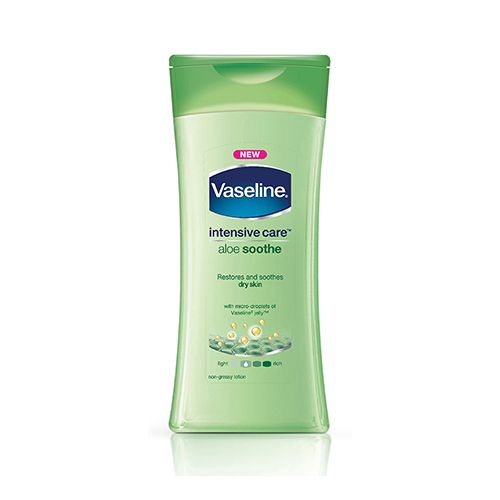 NEW
Vaseline®
intensive care™
aloe soothe
Restores and soothes
dry skin
with micro-droplets of
Vaseline® jelly™
light rich
non-greasy lotion